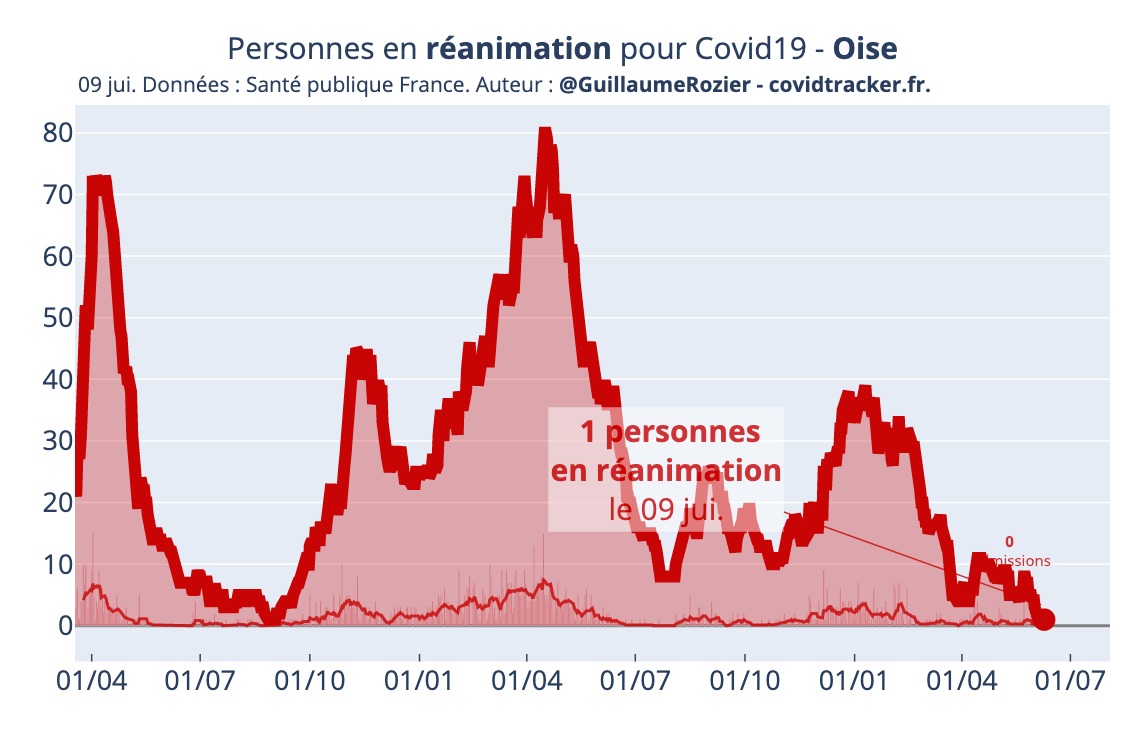 Personnes en réanimation pour Covid19 - Oise
09 jui. Données : Santé publique France. Auteur : @GuillaumeRozier - covidtracker.fr.
80
70
60
50
40
30
20
10
0
1 personnes
en réanimation
le 09 jui.
0
01/04 01/07 01/10 01/01 01/04 01/07 01/10 01/01 01/04 01/07